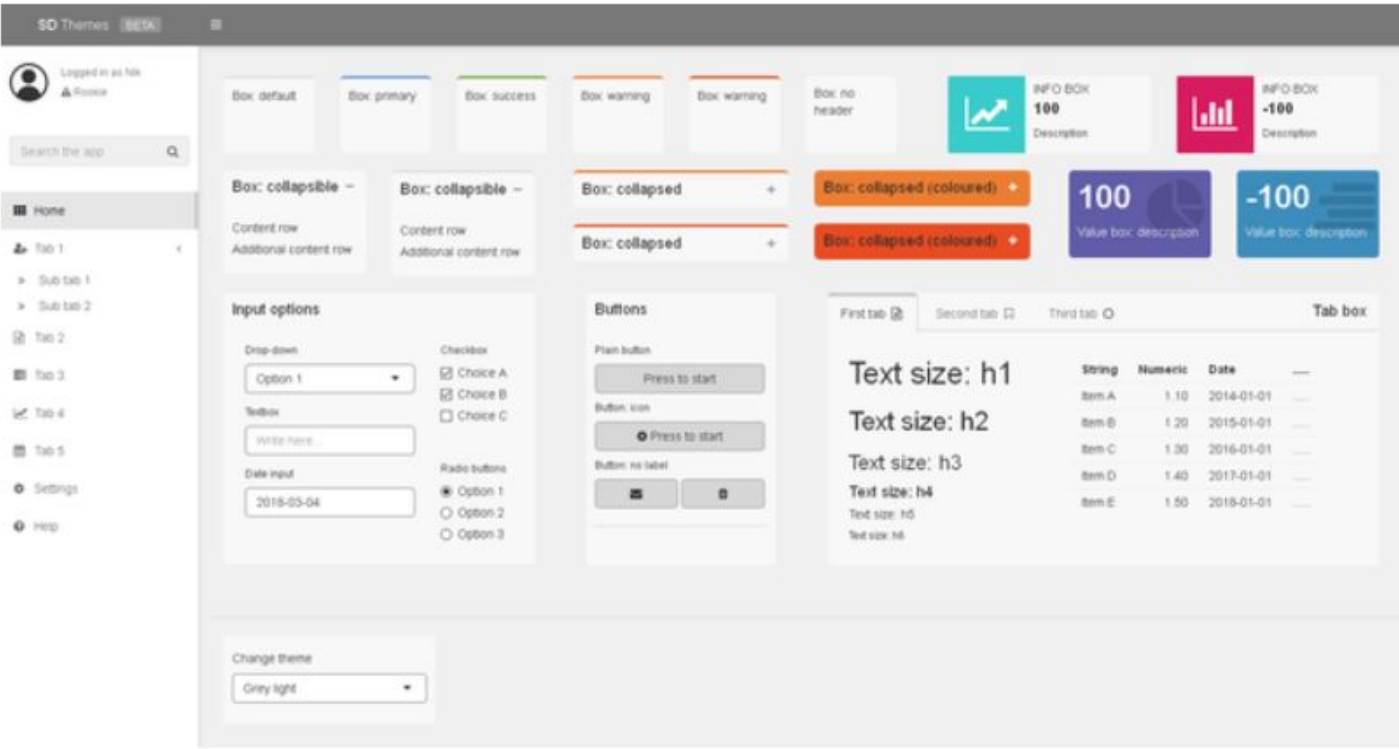 SD Themes BETA
Logged in as Nik
Rookie
Search the app
Home
Tab 1
Sub tab 1
Sub tab 2
Tab 2
Tab 3
Tab 4
Tab 5
Settings
Help
Box: default
Box: primary
Box: success
Box: warning
Box: warning
Box: no
header
INFO BOX
100
Description
INFO BOX
-100
Description
Box: collapsible
Content row
Additional content row
Box: collapsible
Content row
Additional content row
Box: collapsed
Box: collapsed
Box: collapsed (coloured)
Box: collapsed (coloured)
100
Value box: description
-100
Value box: description
Input options
Drop-down
Option 1
Textbox
Write here...
Date input
2018-03-04
Checkbox
Choice A
Choice B
Choice C
Radio buttons
Option 1
Option 2
Option 3
Buttons
Plain button
Press to start
Button: icon
Press to start
Button: no label
First tab Second tab Third tab Tab box
Text size: h1
Text size: h2
Text size: h3
Text size: h4
Text size: h5
Text size: h6
String Numeric Date ....
Item A 1.10 2014-01-01 ....
Item B 1.20 2015-01-01 ....
Item C 1.30 2016-01-01 ....
Item D 1.40 2017-01-01 ....
Item E 1.50 2018-01-01 ....
Change theme
Grey light